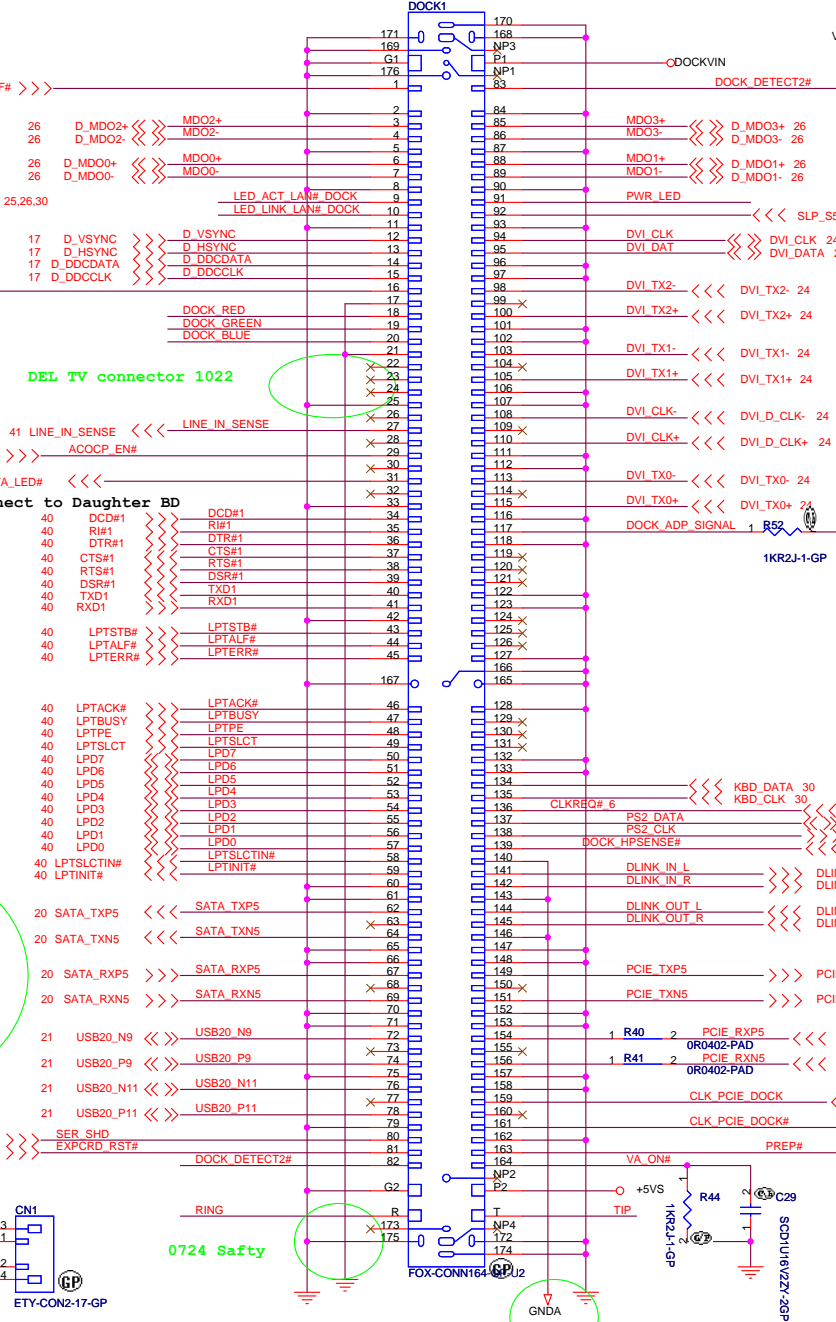 DOCK1
171 170
169 168
G1 NP3
P1 DOCKVIN
176 NP1
F# 1 83 DOCK_DETECT2#
2 84
26 D_MDO2+ MDO2+ 3 85 MDO3+ D_MDO3+ 26
26 D_MDO2- MDO2- 4 86 MDO3- D_MDO3- 26
5 87
26 D_MDO0+ MDO0+ 6 88 MDO1+ D_MDO1+ 26
26 D_MDO0- MDO0- 7 89 MDO1- D_MDO1- 26
8 90
25,26,30 LED_ACT_LAN#_DOCK 9 91 PWR_LED
LED_LINK_LAN#_DOCK 10 92 SLP_S5
11 93
17 D_VSYNC D_VSYNC 12 94 DVI_CLK DVI_CLK 24
17 D_HSYNC D_HSYNC 13 95 DVI_DAT DVI_DATA
17 D_DDCDATA D_DDCDATA 14 96
17 D_DDCCLK D_DDCCLK 15 97
16 98 DVI_TX2- DVI_TX2- 24
17 99
DOCK_RED 18 100 DVI_TX2+ DVI_TX2+ 24
DOCK_GREEN 19 101
DOCK_BLUE 20 102
21 103 DVI_TX1- DVI_TX1- 24
22 104
DEL TV connector 1022 23 105 DVI_TX1+ DVI_TX1+ 24
24 106
25 107
26 108 DVI_CLK- DVI_D_CLK- 24
41 LINE_IN_SENSE LINE_IN_SENSE 27 109
28 110 DVI_CLK+ DVI_D_CLK+ 24
ACOCP_EN# 29 111
30 112
TA_LED# 31 113 DVI_TX0- DVI_TX0- 24
32 114
nect to Daughter BD 33 115 DVI_TX0+ DVI_TX0+ 24
40 DCD#1 DCD#1 34 116
40 RI#1 RI#1 35 117 DOCK_ADP_SIGNAL 1 R52
1KR2J-1-GP
40 DTR#1 DTR#1 36 118
40 CTS#1 CTS#1 37 119
40 RTS#1 RTS#1 38 120
40 DSR#1 DSR#1 39 121
40 TXD1 TXD1 40 122
40 RXD1 RXD1 41 123
42 124
40 LPTSTB# LPTSTB# 43 125
40 LPTALF# LPTALF# 44 126
40 LPTERR# LPTERR# 45 127
166
167 165
40 LPTACK# LPTACK# 46 128
40 LPTBUSY LPTBUSY 47 129
40 LPTPE LPTPE 48 130
40 LPTSLCT LPTSLCT 49 131
40 LPD7 LPD7 50 132
40 LPD6 LPD6 51 133
40 LPD5 LPD5 52 134 KBD_DATA 30
40 LPD4 LPD4 53 135 KBD_CLK 30
40 LPD3 LPD3 54 136 CLKREQ#_6
40 LPD2 LPD2 55 137 PS2_DATA
40 LPD1 LPD1 56 138 PS2_CLK
40 LPD0 LPD0 57 139 DOCK_HPSENSE#
40 LPTSLCTIN# LPTSLCTIN# 58 140
40 LPTINIT# LPTINIT# 59 141 DLINK_IN_L DLI
60 142 DLINK_IN_R DLI
61 143
20 SATA_TXP5 SATA_TXP5 62 144 DLINK_OUT_L DLI
63 145 DLINK_OUT_R DLI
20 SATA_TXN5 SATA_TXN5 64 146
65 147
66 148
20 SATA_RXP5 SATA_RXP5 67 149 PCIE_TXP5 PCI
68 150
20 SATA_RXN5 SATA_RXN5 69 151 PCIE_TXN5 PCI
70 152
71 153
21 USB20_N9 USB20_N9 72 154 1 R40 2 PCIE_RXP5
0R0402-PAD
73 155
21 USB20_P9 USB20_P9 74 156 1 R41 2 PCIE_RXN5
0R0402-PAD
75 157
21 USB20_N11 USB20_N11 76 158
77 159 CLK_PCIE_DOCK
21 USB20_P11 USB20_P11 78 160
79 161 CLK_PCIE_DOCK#
SER_SHD 80 162
EXPCRD_RST# 81 163 PREP#
DOCK_DETECT2# 82 164 VA_ON#
NP2
G2 P2 +5VS
RING R T TIP
173 NP4
175 172
174
1 R44 2
1KR2J-1-GP
2 C29 1
SCD1U16V2ZY-2GP
0724 Safty
FOX-CONN164- U2
GP
GNDA
CN1
3
1
2
4
GP
ETY-CON2-17-GP